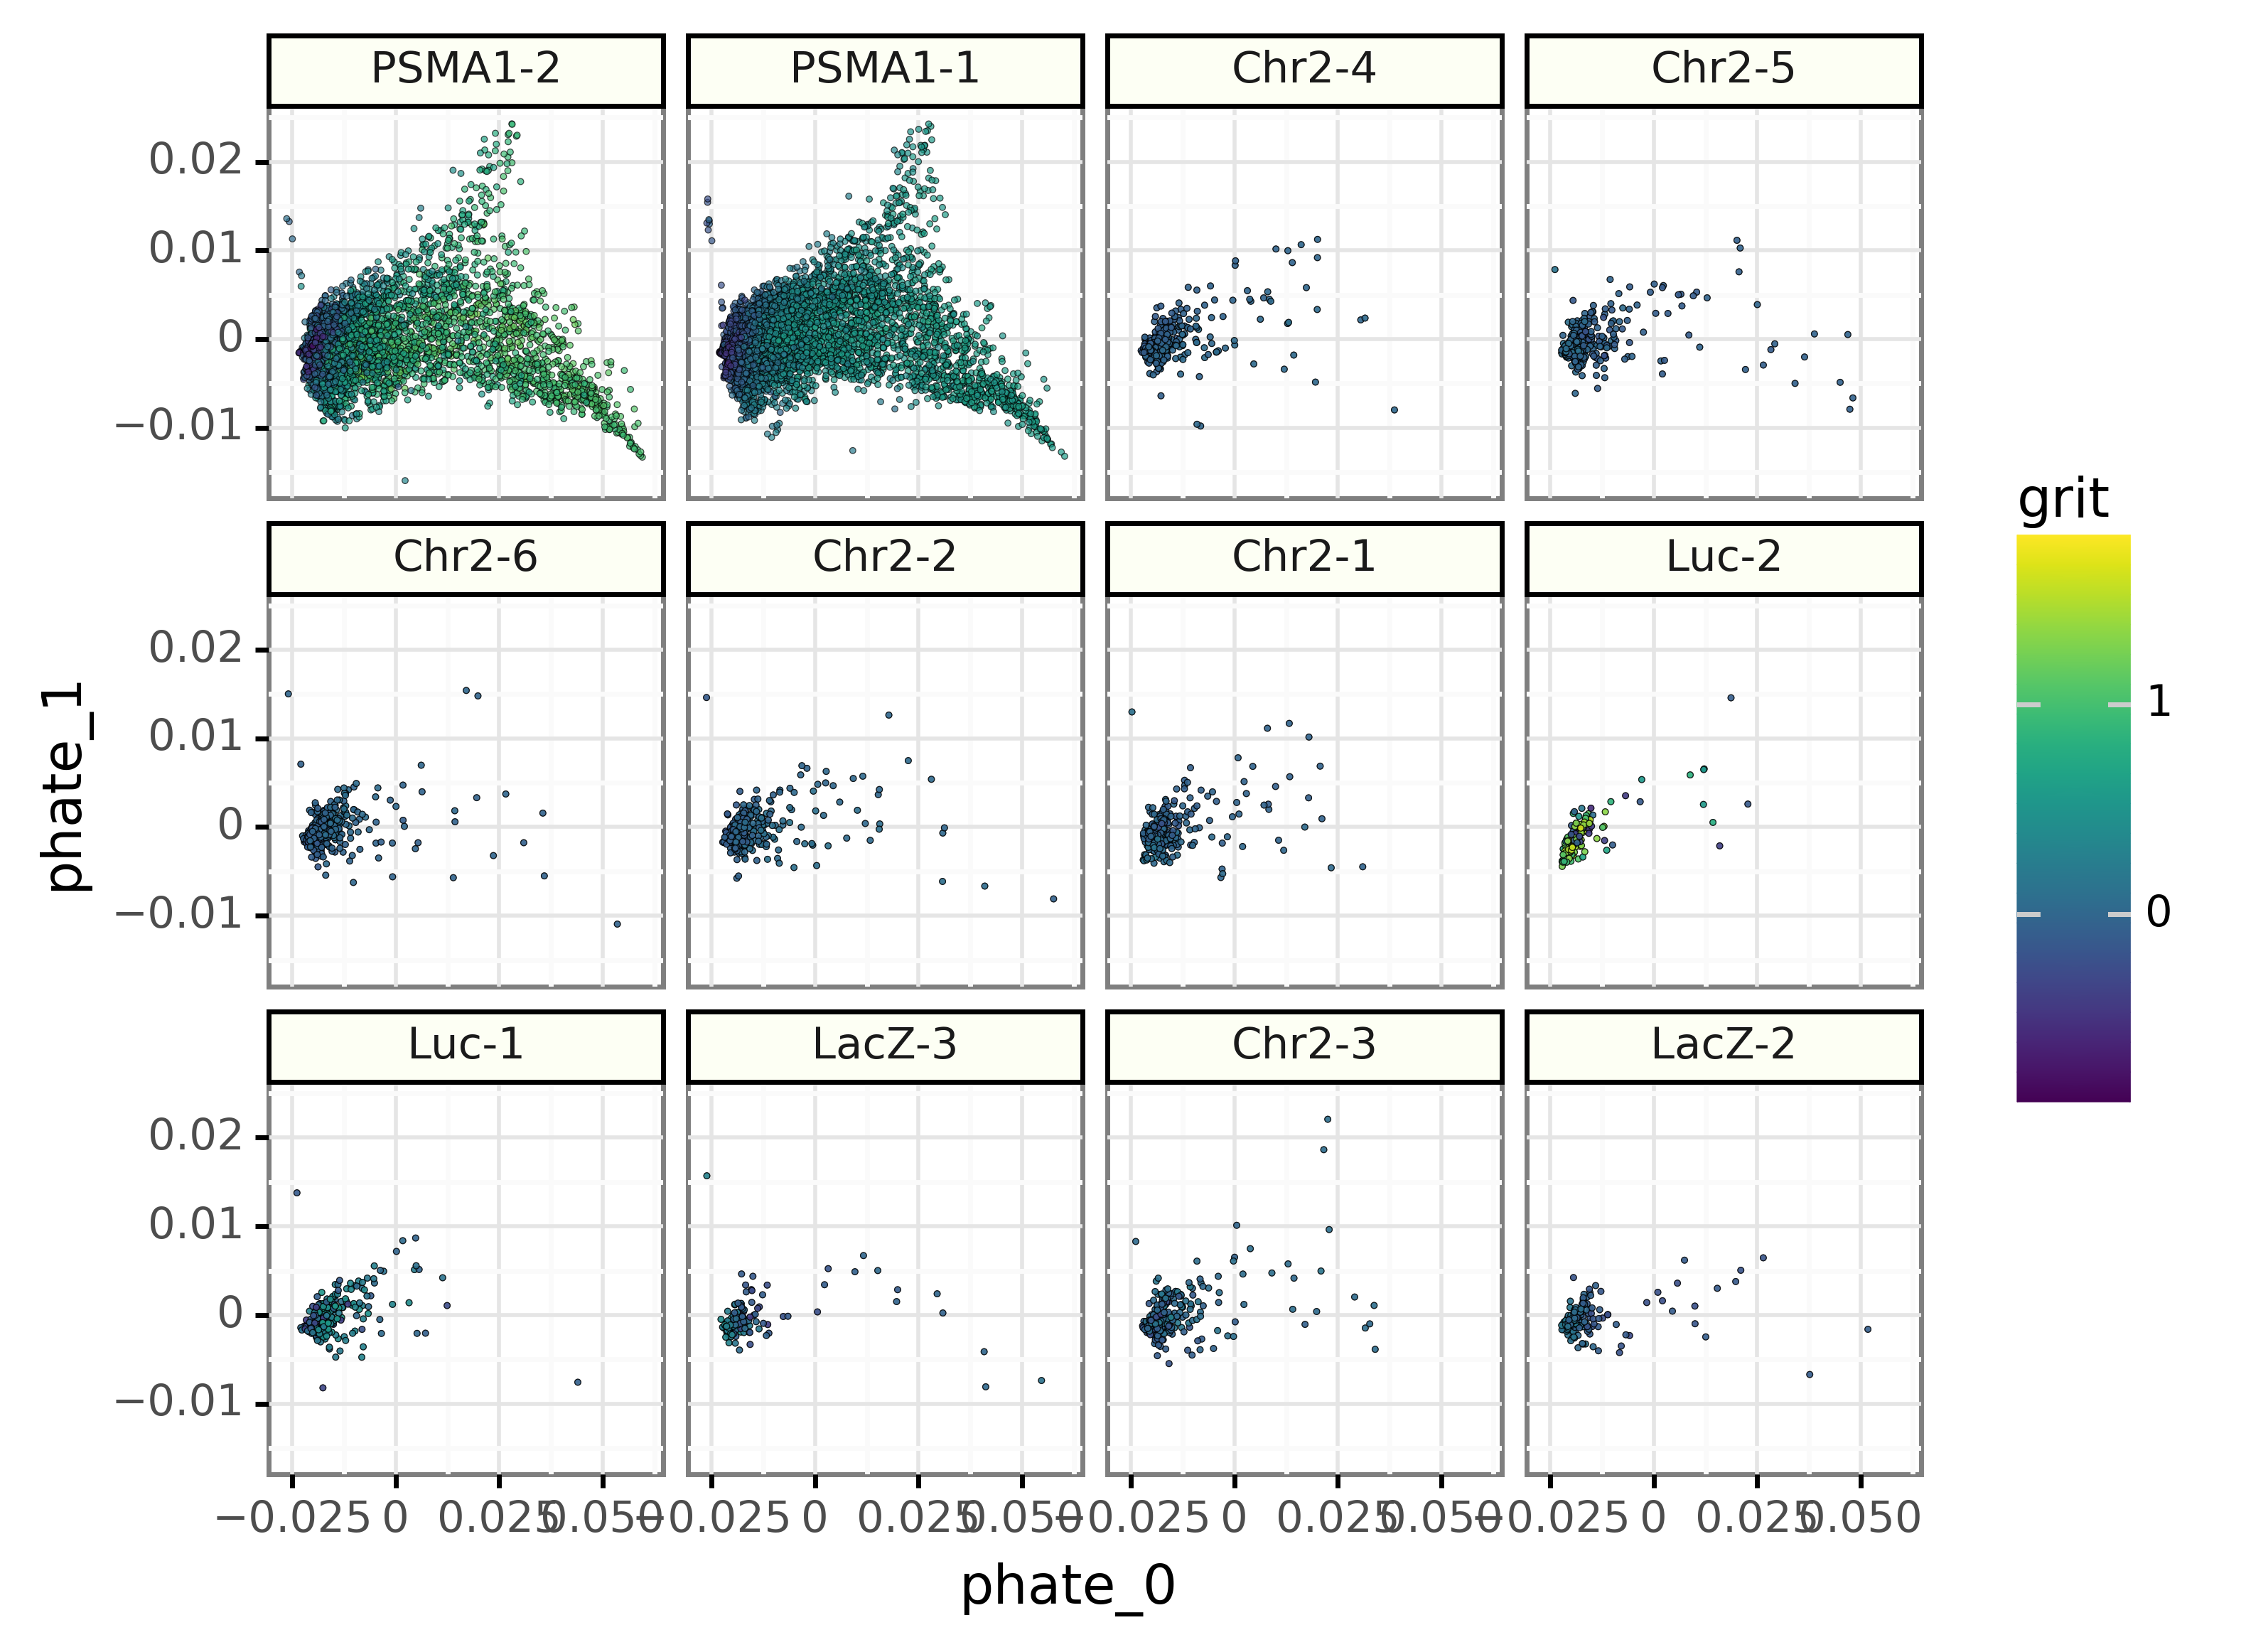 PSMA1-2 PSMA1-1 Chr2-4 Chr2-5
0.02
0.01
0
−0.01
Chr2-6 Chr2-2 Chr2-1 Luc-2
0.02
0.01
0
−0.01
Luc-1 LacZ-3 Chr2-3 LacZ-2
0.02
0.01
0
−0.01
−0.025 0 0.025 0.050 −0.025 0 0.025 0.050 −0.025 0 0.025 0.050 −0.025 0 0.025 0.050
phate_0
phate_1
grit
1
0